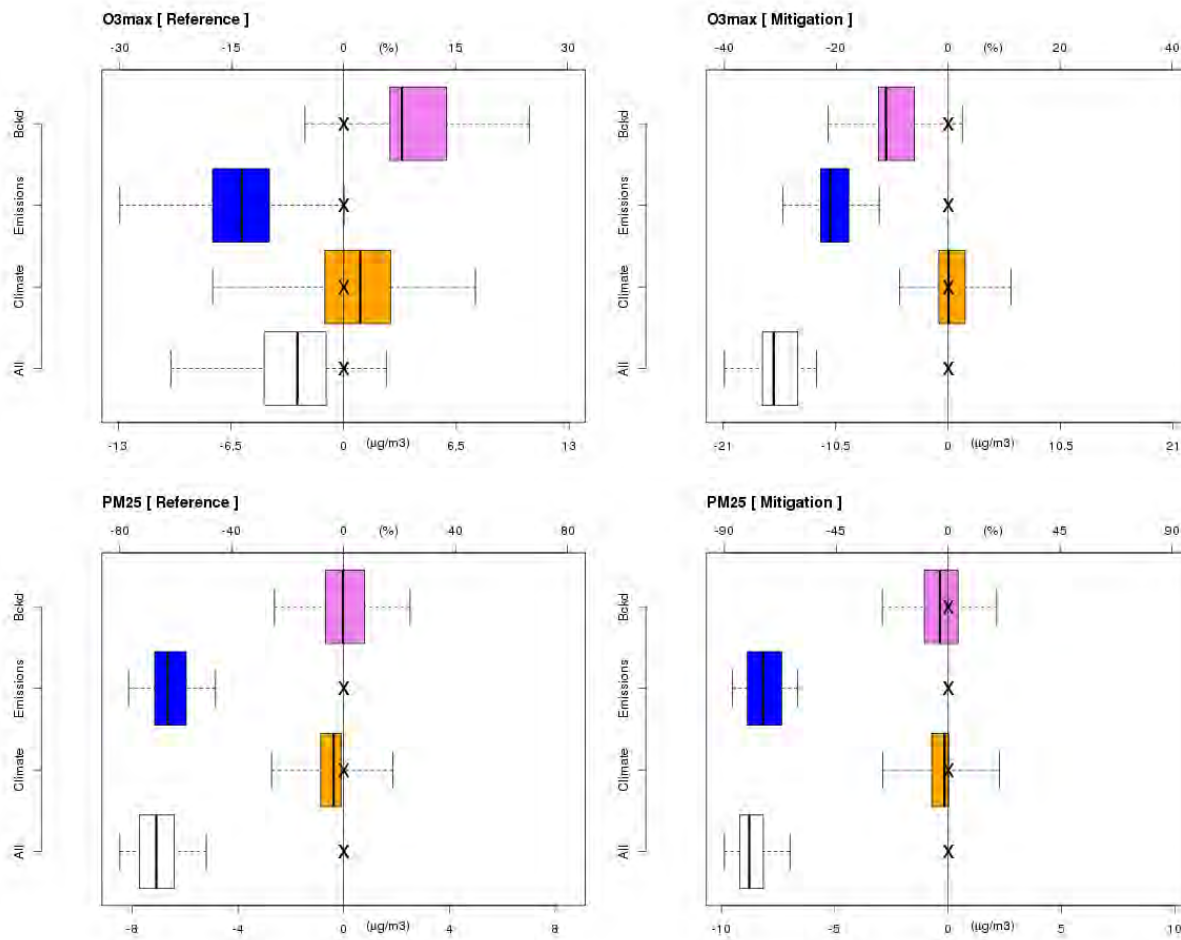 O3max [ Reference ]
-30 -15 0 (%) 15 30
Bckd
Emissions
Climate
All
-13 -6.5 0 (µg/m3) 6.5 13
O3max [ Mitigation ]
-40 -20 0 (%) 20 40
Bckd
Emissions
Climate
All
-21 -10.5 0 (µg/m3) 10.5 21
PM25 [ Reference ]
-80 -40 0 (%) 40 80
Bckd
Emissions
Climate
All
-8 -4 0 (µg/m3) 4 8
PM25 [ Mitigation ]
-90 -45 0 (%) 45 90
Bckd
Emissions
Climate
All
-10 -5 0 (µg/m3) 5 10